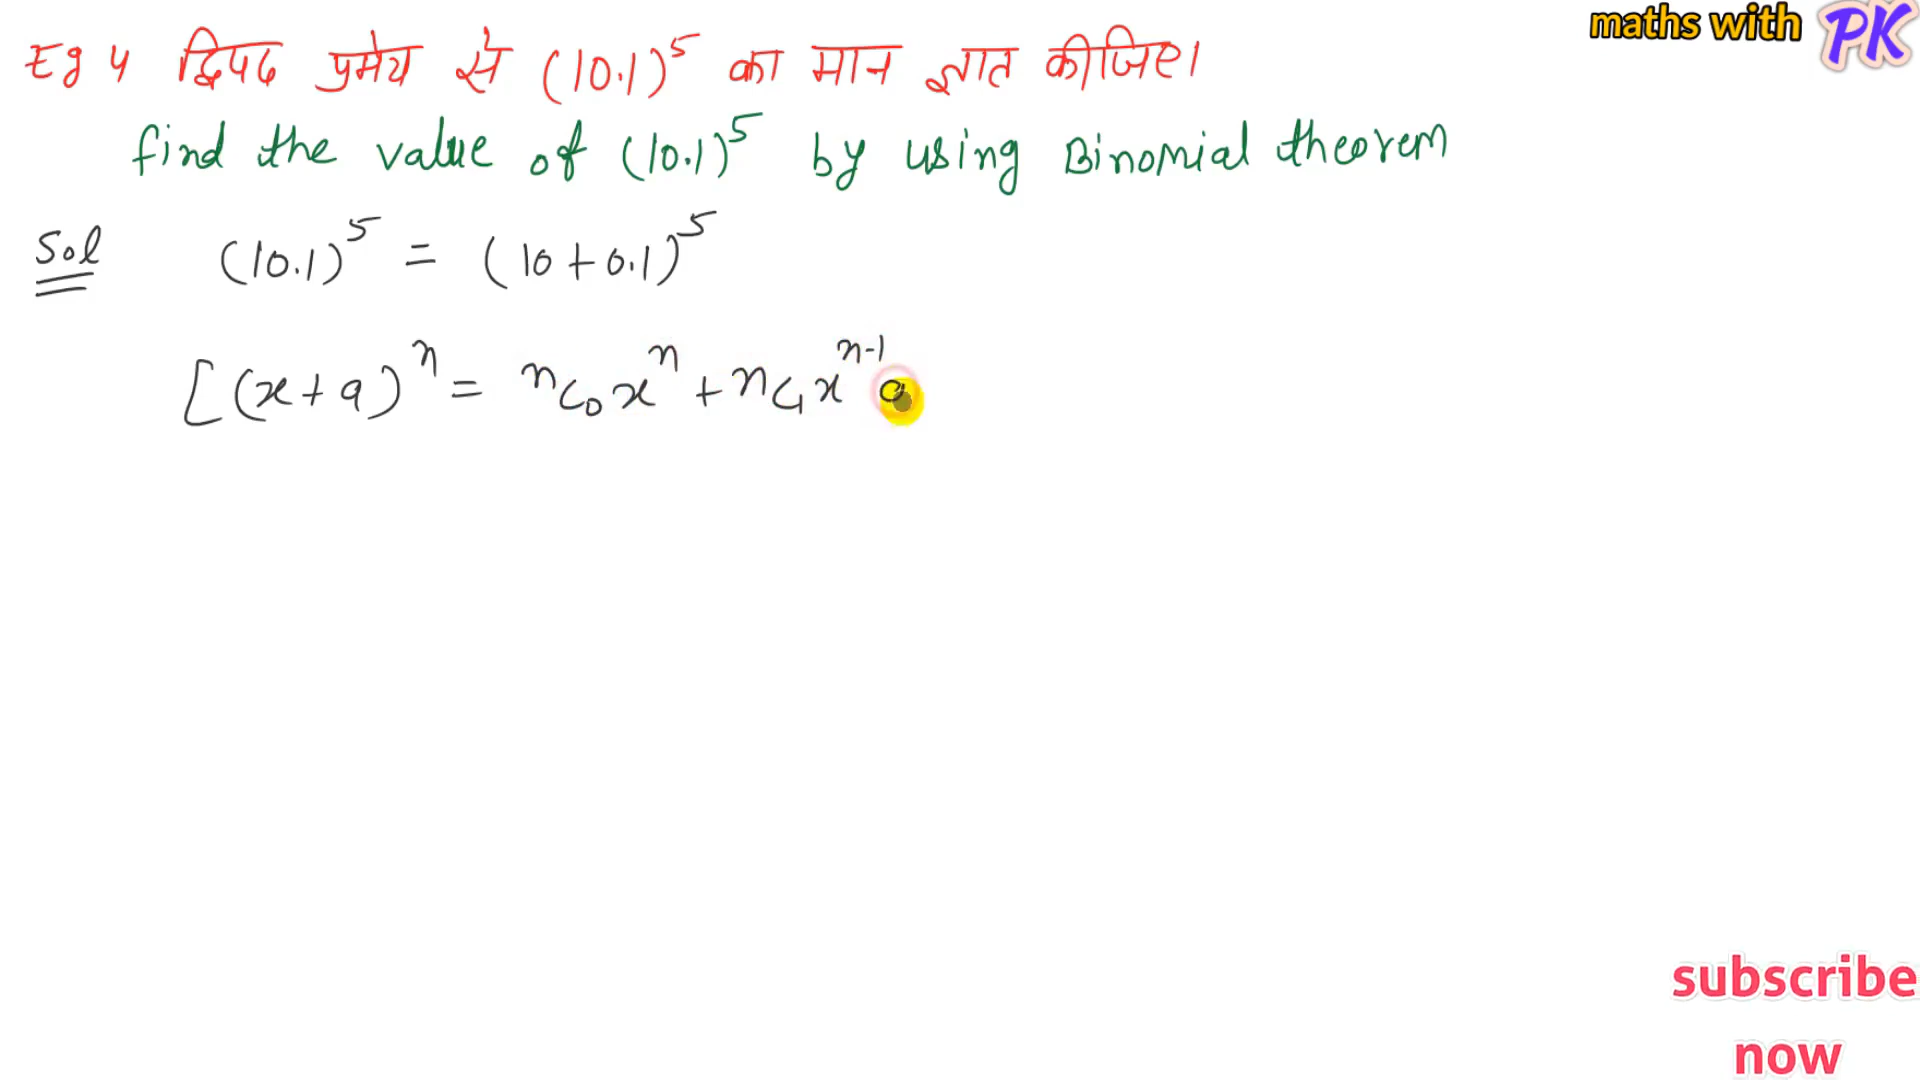 maths with PK
Eg 4 द्विपद प्रमेय से (10.1)^5 का मान ज्ञात कीजिए।
find the value of (10.1)^5 by using Binomial theorem
Sol (10.1)^5 = (10+0.1)^5
[(x+a)^n = nC0 x^n + nC1 x^n-1 a
subscribe
now